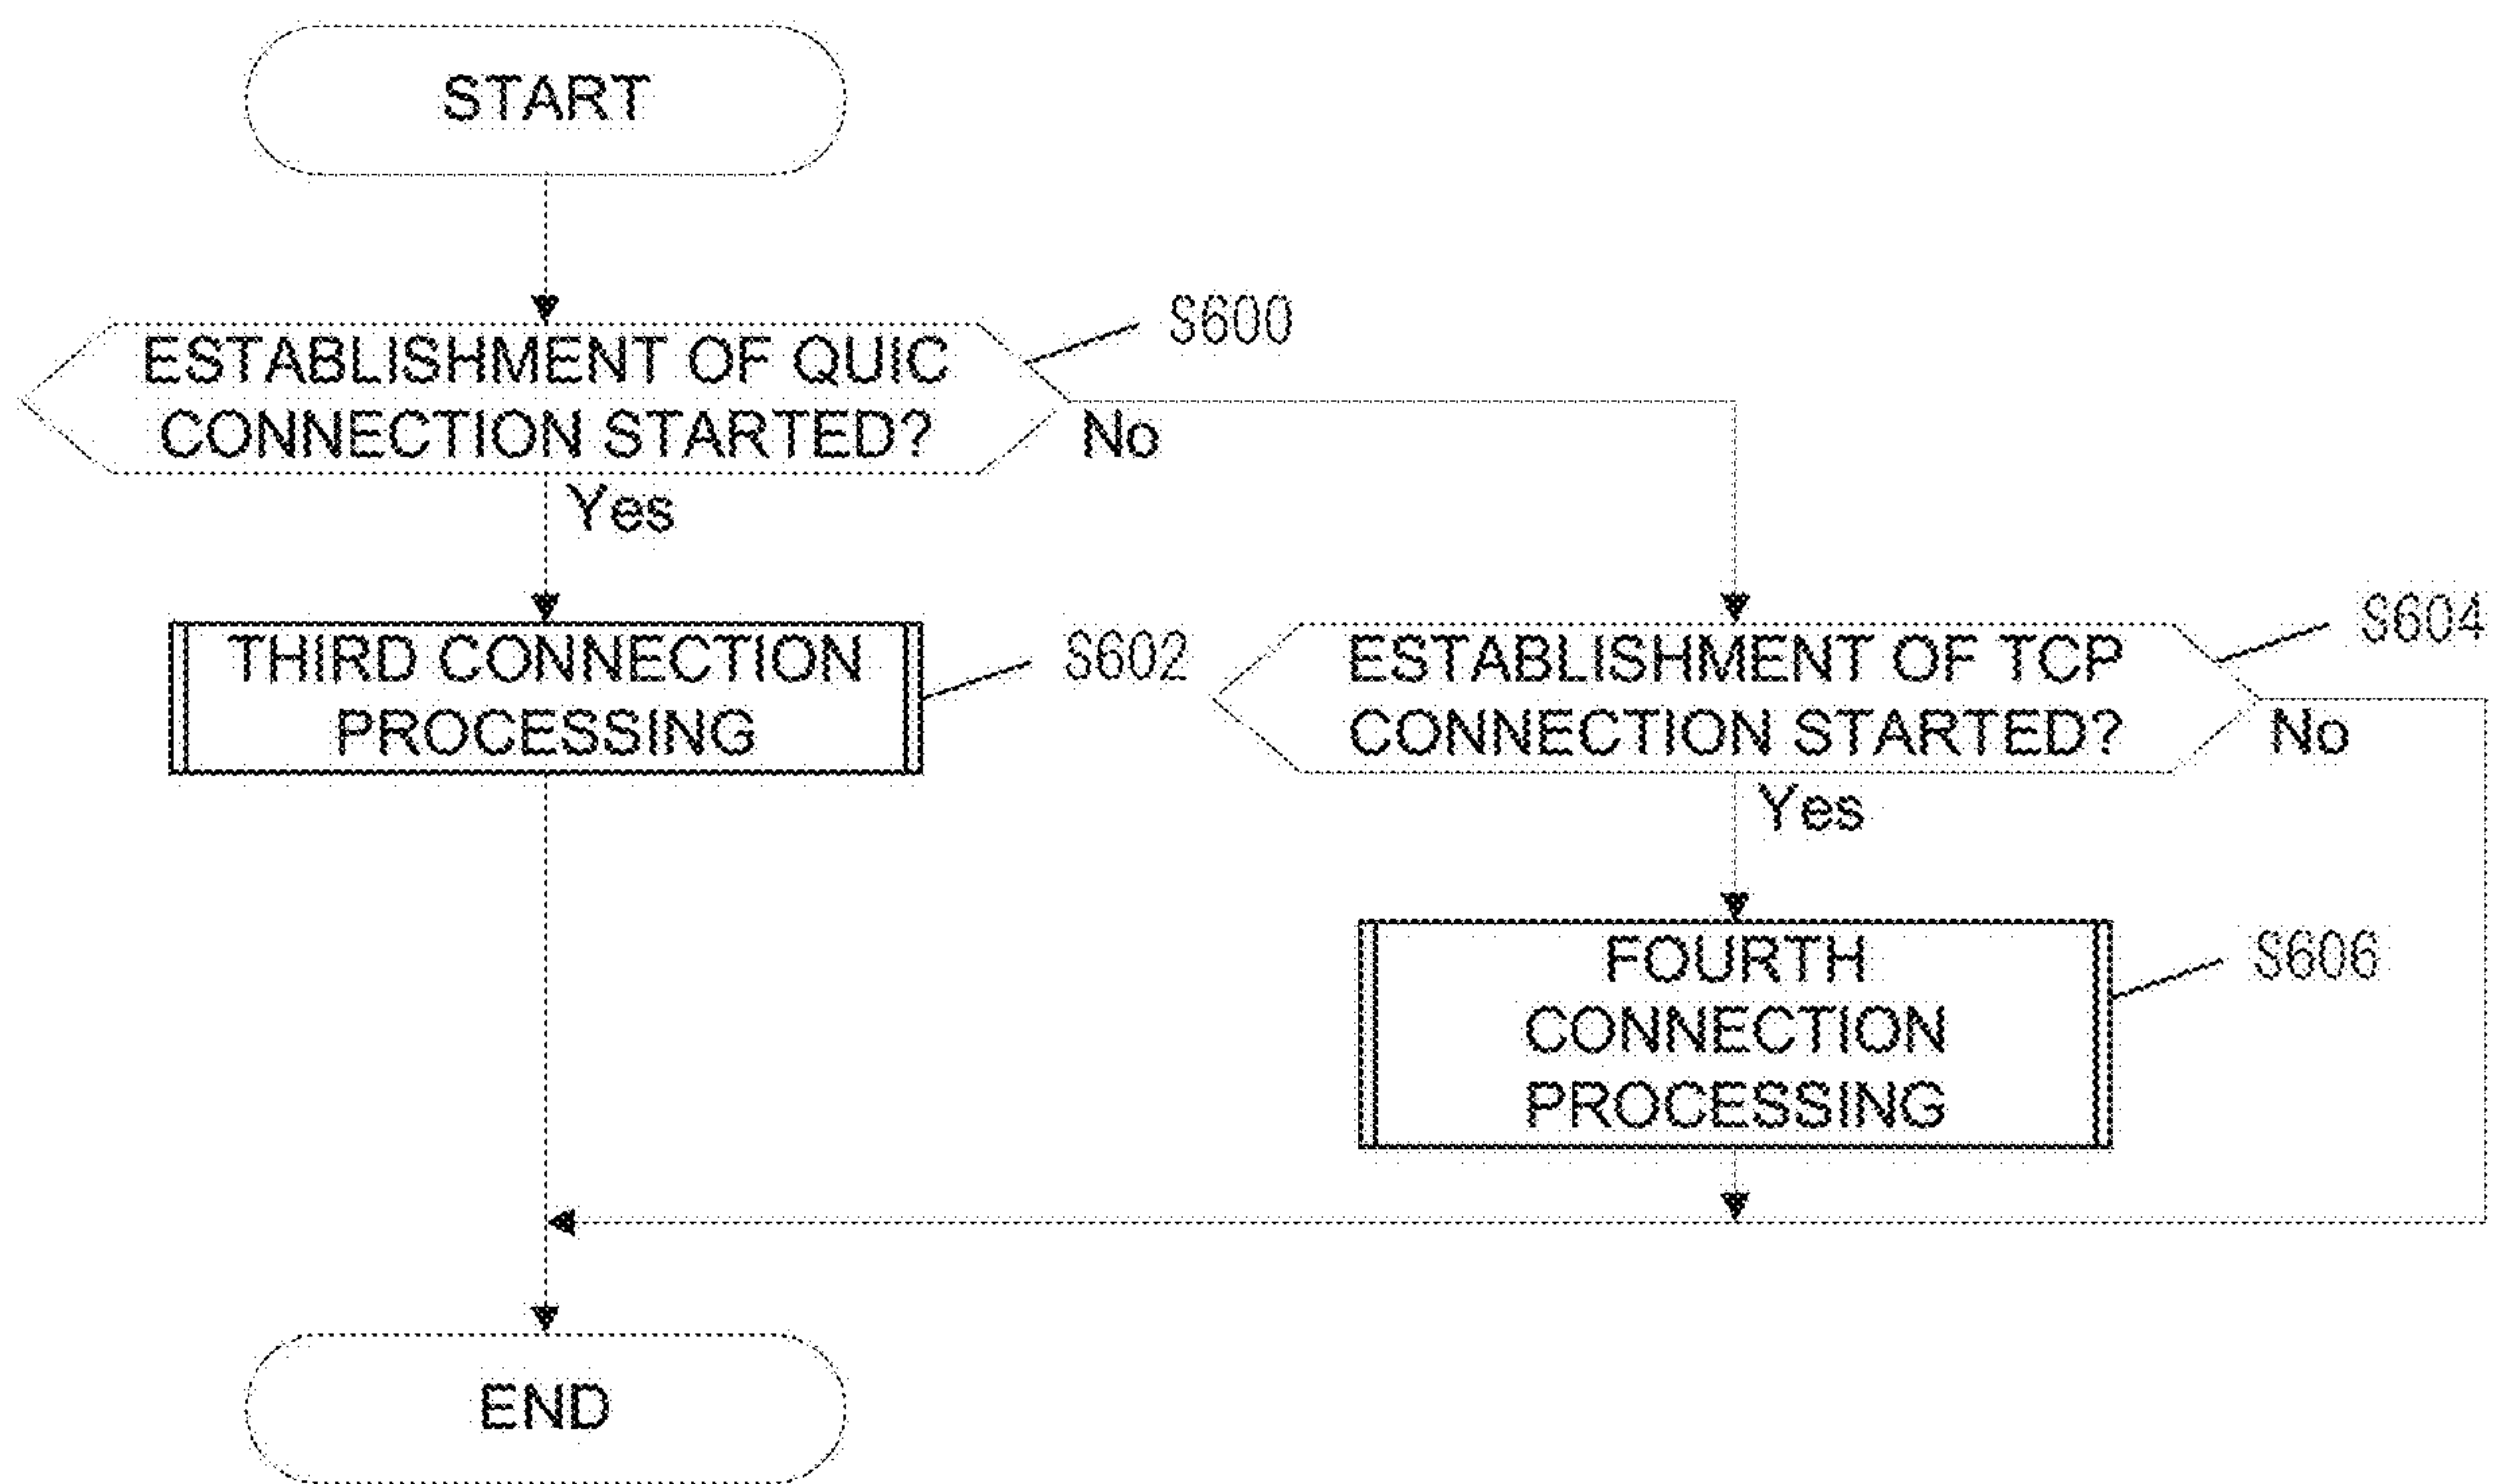 START
S600
ESTABLISHMENT OF QUIC
CONNECTION STARTED?
No
Yes
THIRD CONNECTION
PROCESSING
S602
S604
ESTABLISHMENT OF TCP
CONNECTION STARTED?
No
Yes
FOURTH
CONNECTION
PROCESSING
S606
END